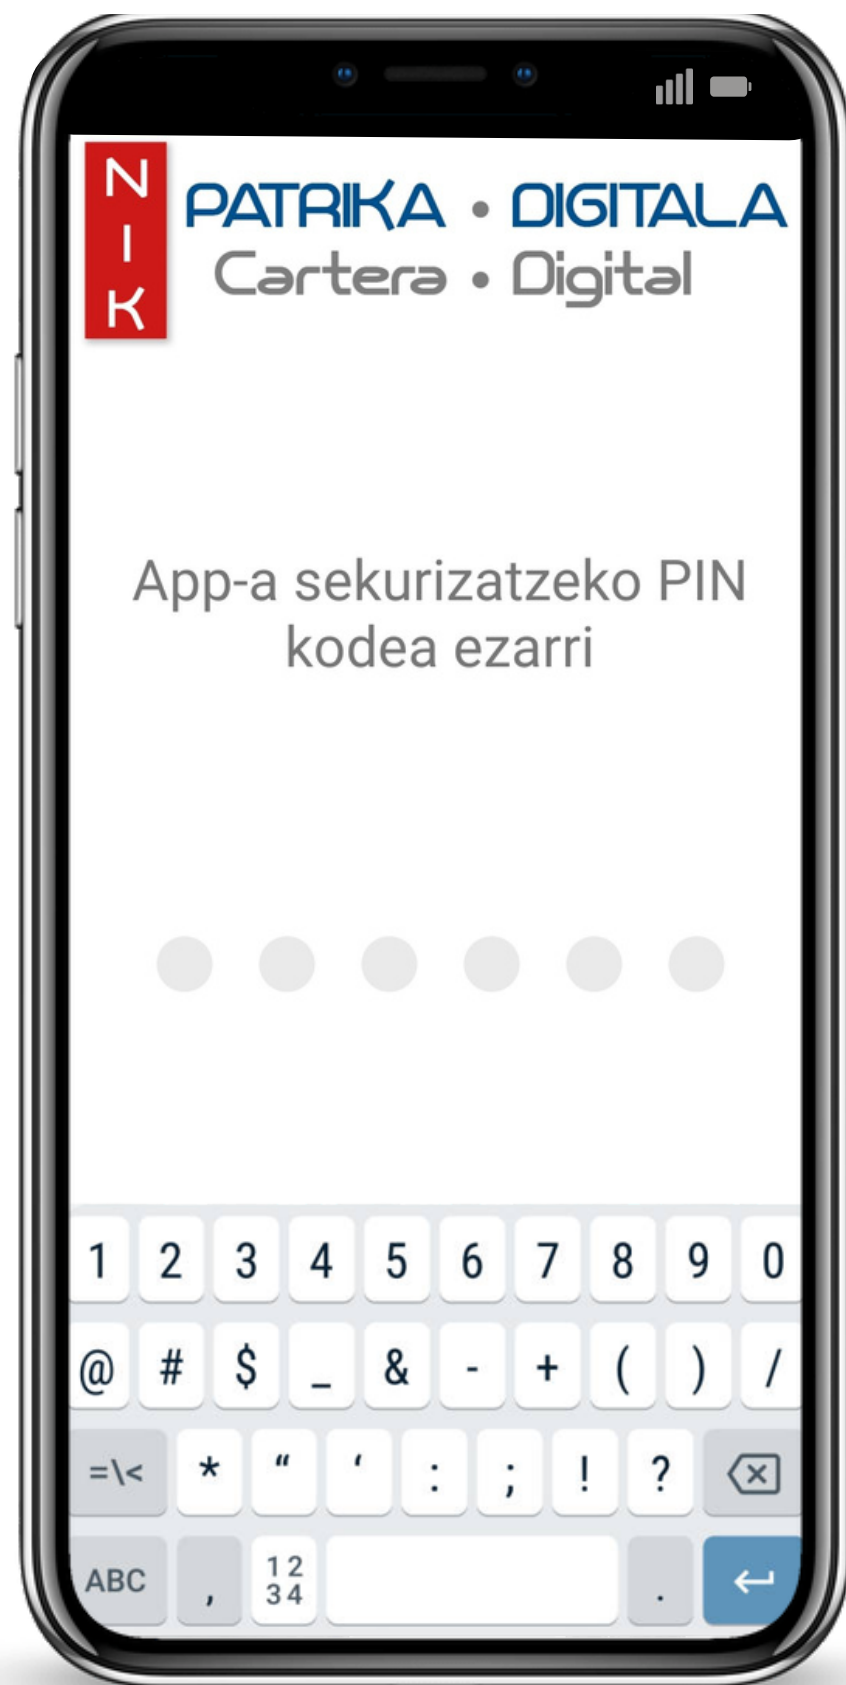 NIK
PATRIKA • DIGITALA
Cartera • Digital
App-a sekurizatzeko PIN
kodea ezarri
1 2 3 4 5 6 7 8 9 0
@ # $ _ & - + ( ) /
=\< * “ ‘ : ; ! ?
ABC , 12 .
34